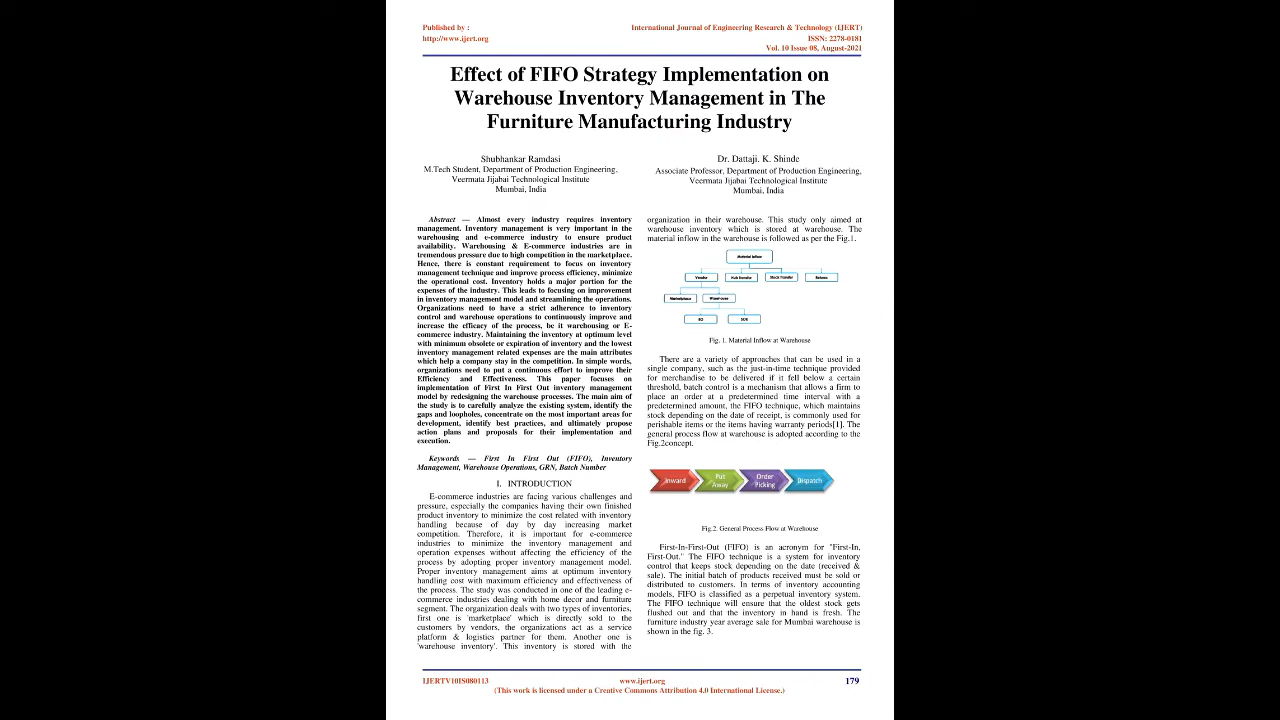 Published by :
http://www.ijert.org
International Journal of Engineering Research & Technology (IJERT)
ISSN: 2278-0181
Vol. 10 Issue 08, August-2021
Effect of FIFO Strategy Implementation on
Warehouse Inventory Management in The
Furniture Manufacturing Industry
Shubhankar Ramdasi
M.Tech Student, Department of Production Engineering,
Veermata Jijabai Technological Institute
Mumbai, India
Dr. Dattaji. K. Shinde
Associate Professor, Department of Production Engineering,
Veermata Jijabai Technological Institute
Mumbai, India
Abstract — Almost every industry requires inventory
management. Inventory management is very important in the
warehousing and e-commerce industry to ensure product
availability. Warehousing & E-commerce industries are in
tremendous pressure due to high competition in the marketplace.
Hence, there is constant requirement to focus on inventory
management technique and improve process efficiency, minimize
the operational cost. Inventory holds a major portion for the
expenses of the industry. This leads to focusing on improvement
in inventory management model and streamlining the operations.
Organizations need to have a strict adherence to inventory
control and warehouse operations to continuously improve and
increase the efficacy of the process, be it warehousing or E-
commerce industry. Maintaining the inventory at optimum level
with minimum obsolete or expiration of inventory and the lowest
inventory management related expenses are the main attributes
which help a company stay in the competition. In simple words,
organizations need to put a continuous effort to improve their
Efficiency and Effectiveness. This paper focuses on
implementation of First In First Out inventory management
model by redesigning the warehouse processes. The main aim of
the study is to carefully analyze the existing system, identify the
gaps and loopholes, concentrate on the most important areas for
development, identify best practices, and ultimately propose
action plans and proposals for their implementation and
execution.
Keywords — First In First Out (FIFO), Inventory
Management, Warehouse Operations, GRN, Batch Number
I. INTRODUCTION
E-commerce industries are facing various challenges and
pressure, especially the companies having their own finished
product inventory to minimize the cost related with inventory
handling because of day by day increasing market
competition. Therefore, it is important for e-commerce
industries to minimize the inventory management and
operation expenses without affecting the efficiency of the
process by adopting proper inventory management model.
Proper inventory management aims at optimum inventory
handling cost with maximum efficiency and effectiveness of
the process. The study was conducted in one of the leading e-
commerce industries dealing with home decor and furniture
segment. The organization deals with two types of inventories,
first one is 'marketplace' which is directly sold to the
customers by vendors, the organizations act as a service
platform & logistics partner for them. Another one is
'warehouse inventory'. This inventory is stored with the
organization in their warehouse. This study only aimed at
warehouse inventory which is stored at warehouse. The
material inflow in the warehouse is followed as per the Fig.1.
Material Inflow
Vendor
Hub Transfer
Stock Transfer
Returns
Marketplace
Warehouse
BO
SOR
Fig. 1. Material Inflow at Warehouse
There are a variety of approaches that can be used in a
single company, such as the just-in-time technique provided
for merchandise to be delivered if it fell below a certain
threshold, batch control is a mechanism that allows a firm to
place an order at a predetermined time interval with a
predetermined amount, the FIFO technique, which maintains
stock depending on the date of receipt, is commonly used for
perishable items or the items having warranty periods[1]. The
general process flow at warehouse is adopted according to the
Fig.2concept.
Inward
Put
Away
Order
Picking
Dispatch
Fig.2. General Process Flow at Warehouse
First-In-First-Out (FIFO) is an acronym for "First-In,
First-Out." The FIFO technique is a system for inventory
control that keeps stock depending on the date (received &
sale). The initial batch of products received must be sold or
distributed to customers. In terms of inventory accounting
models, FIFO is classified as a perpetual inventory system.
The FIFO technique will ensure that the oldest stock gets
flushed out and that the inventory in hand is fresh. The
furniture industry year average sale for Mumbai warehouse is
shown in the fig. 3.
IJERTV10IS080113
www.ijert.org
179
(This work is licensed under a Creative Commons Attribution 4.0 International License.)